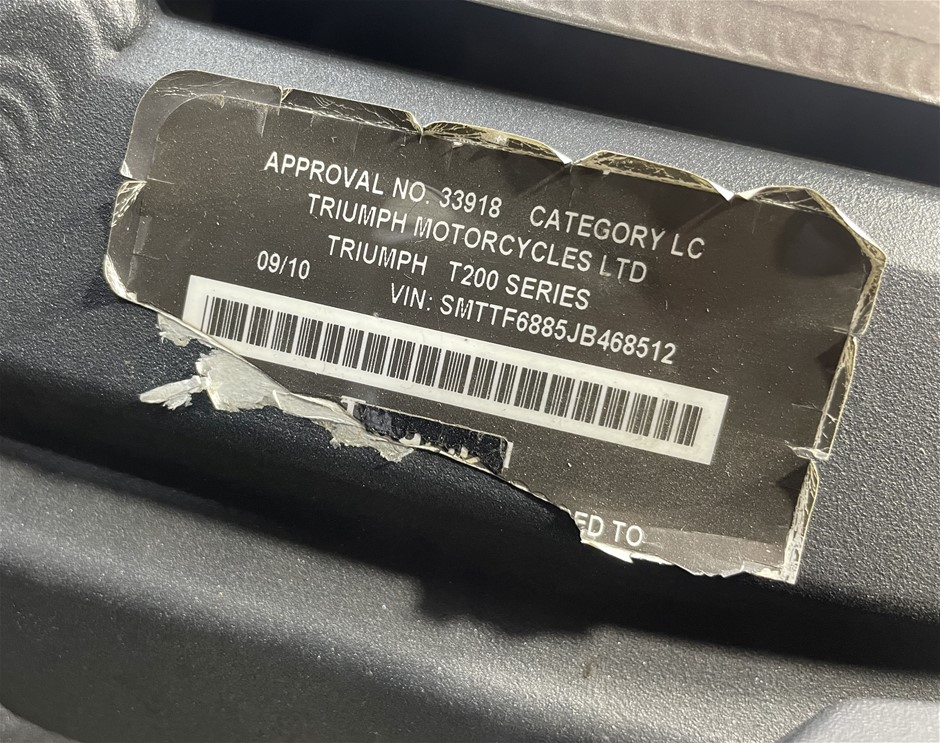 APPROVAL NO. 33918 CATEGORY LC
TRIUMPH MOTORCYCLES LTD
TRIUMPH T200 SERIES
09/10
VIN: SMTTF6885JB468512
ED TO